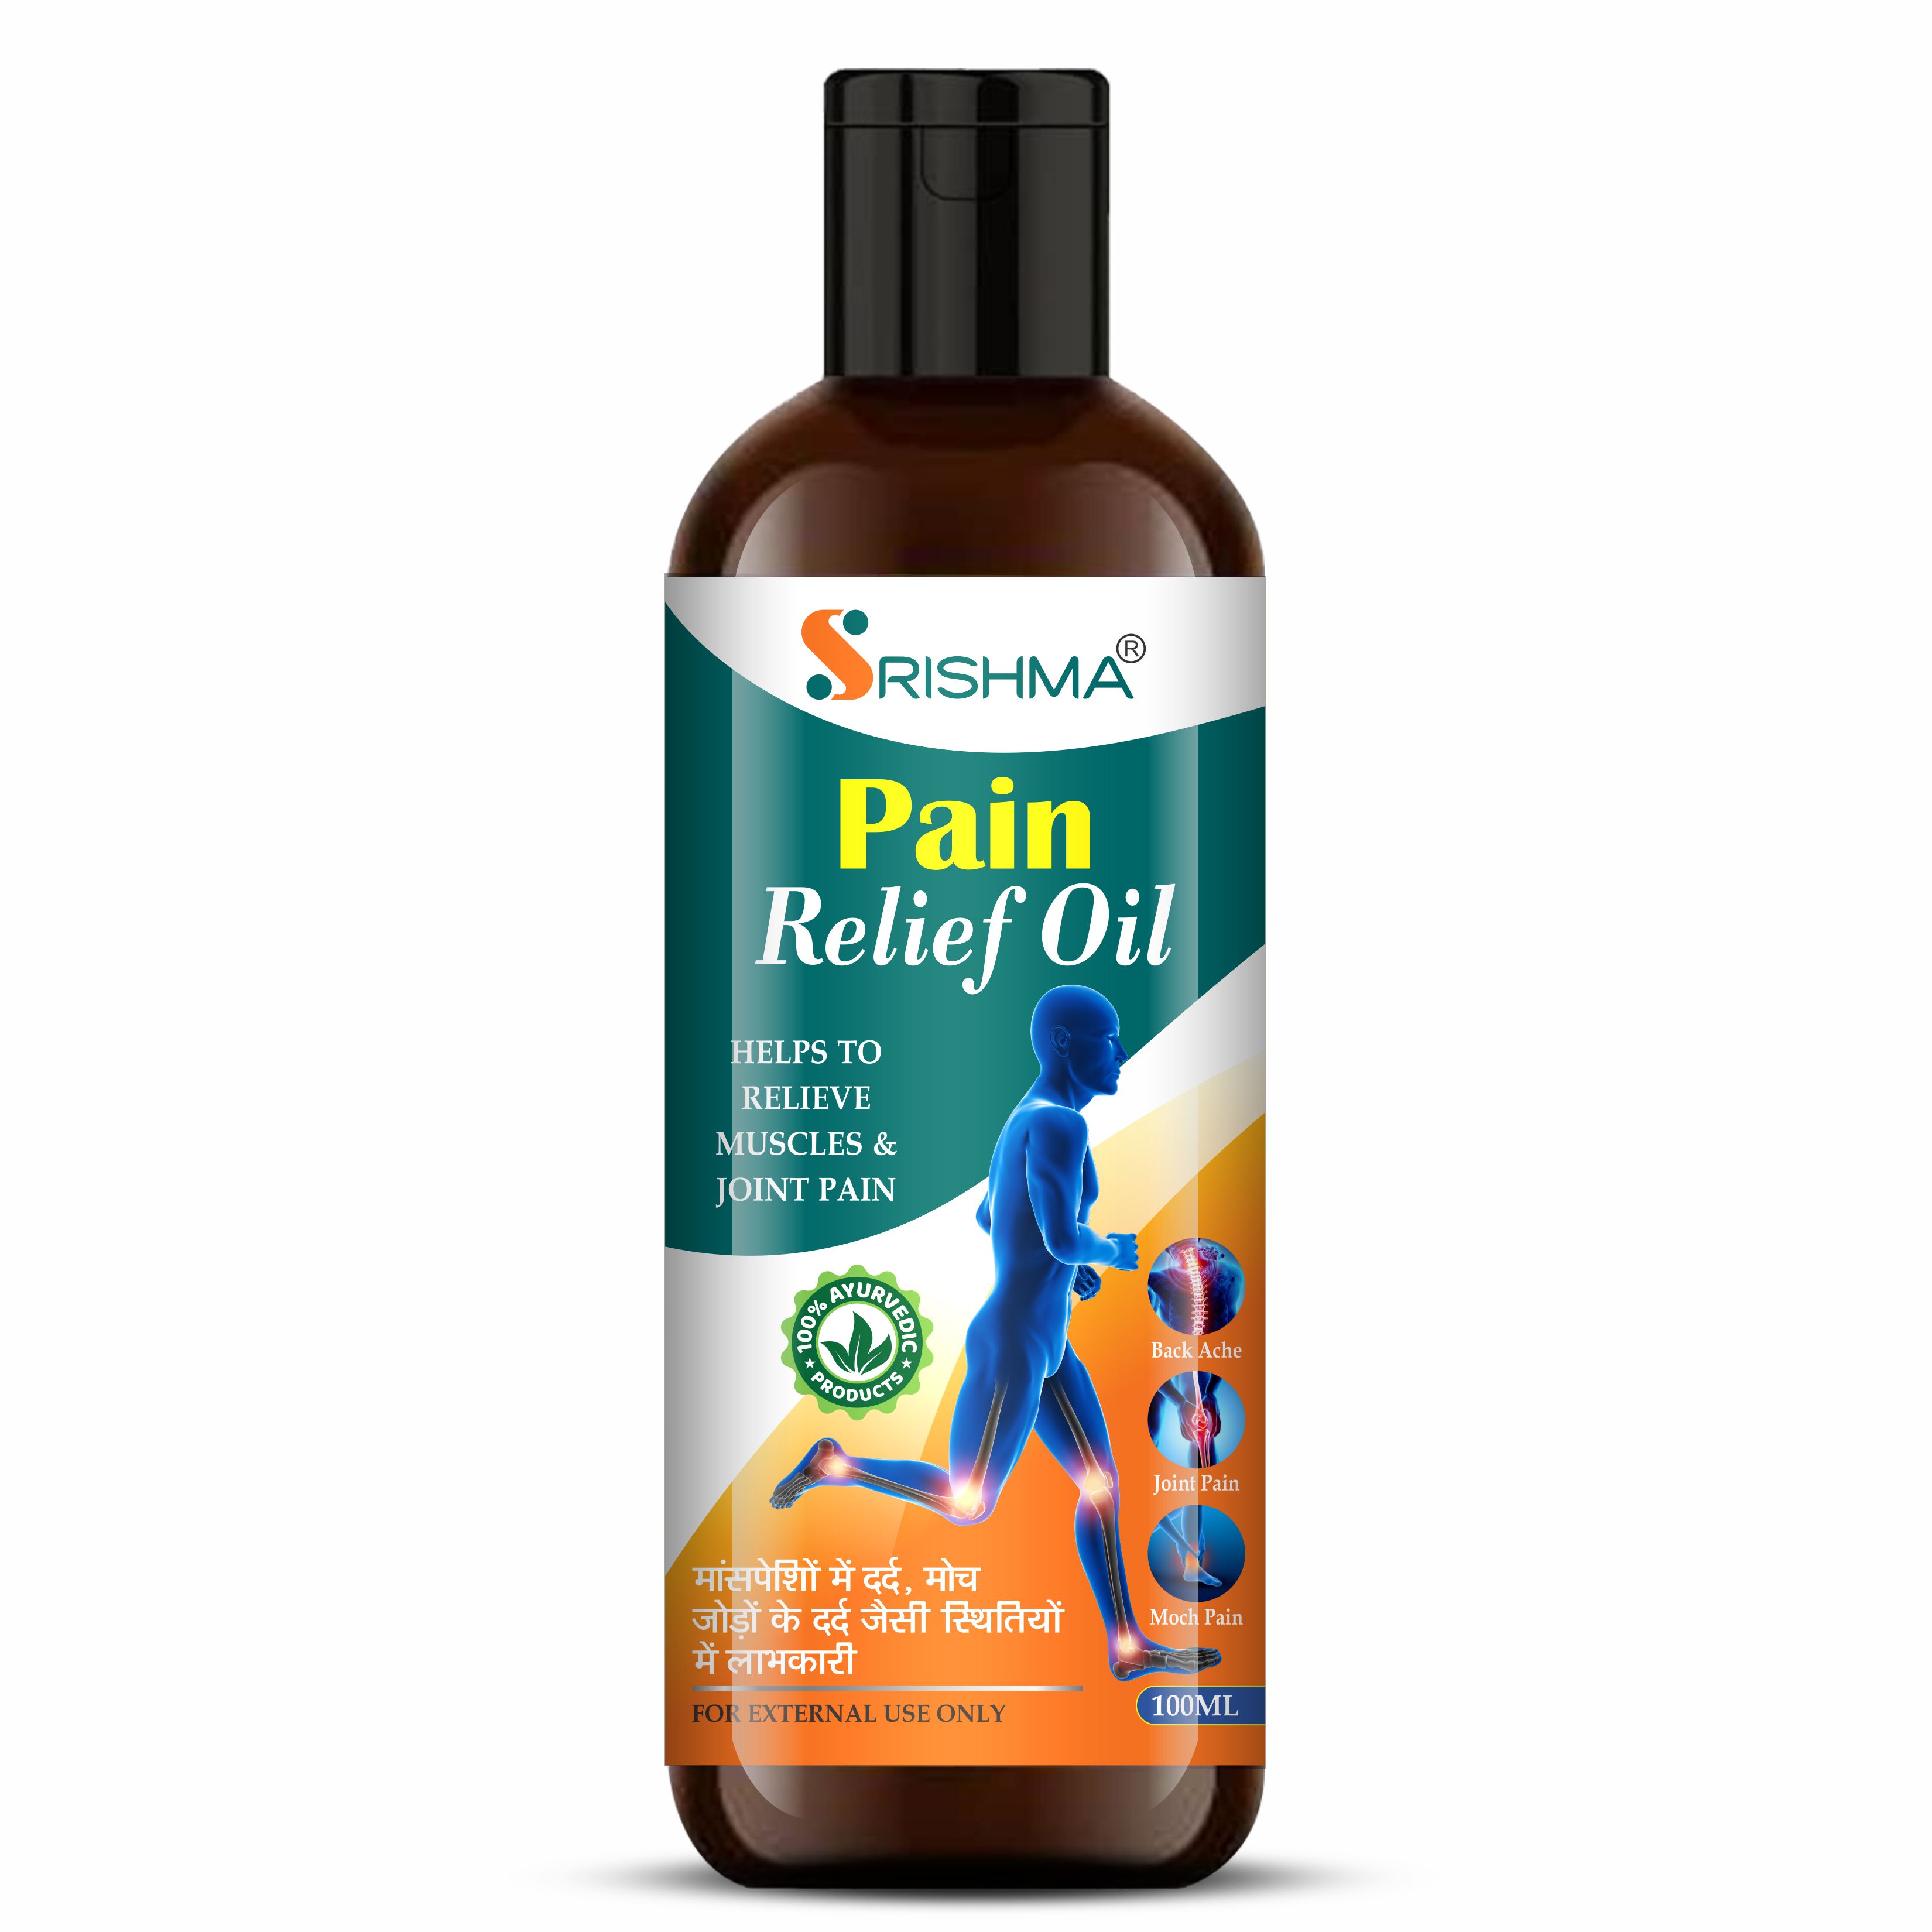 SRISHMA®
Pain
Relief Oil
HELPS TO
RELIEVE
MUSCLES &
JOINT PAIN
100% AYURVEDIC
PRODUCTS
Back Ache
Joint Pain
Moch Pain
मांसपेशिों में दर्द, मोच
जोड़ों के दर्द जैसी स्थितियों
में लाभकारी
FOR EXTERNAL USE ONLY
100ML